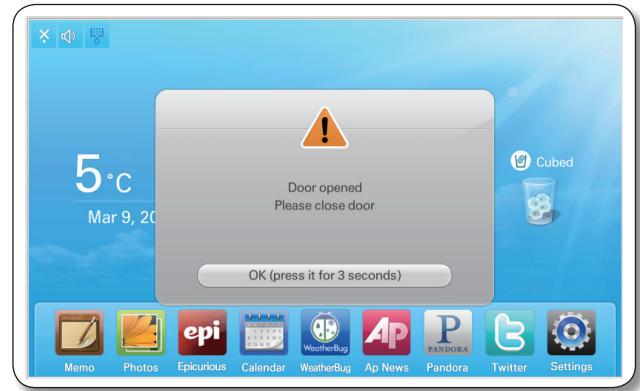 5°C
Mar 9, 20
Door opened
Please close door
OK (press it for 3 seconds)
Cubed
epi
WeatherBug
AP
P
PANDORA
Memo
Photos
Epicurious
Calendar
WeatherBug
Ap News
Pandora
Twitter
Settings